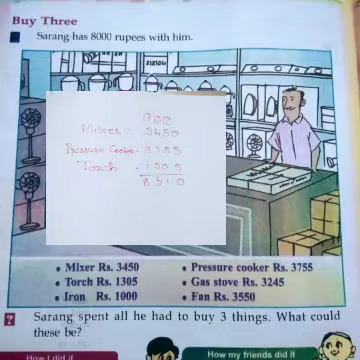 Buy Three
Sarang has 8000 rupees with him.
Mixer = 3450
Pressure Cooker - 3755
Torch - 1305
8510
• Mixer Rs. 3450
• Pressure cooker Rs. 3755
• Torch Rs. 1305
• Gas stove Rs. 3245
• Iron Rs. 1000
• Fan Rs. 3550
? Sarang spent all he had to buy 3 things. What could
these be?
How I did it
How my friends did it